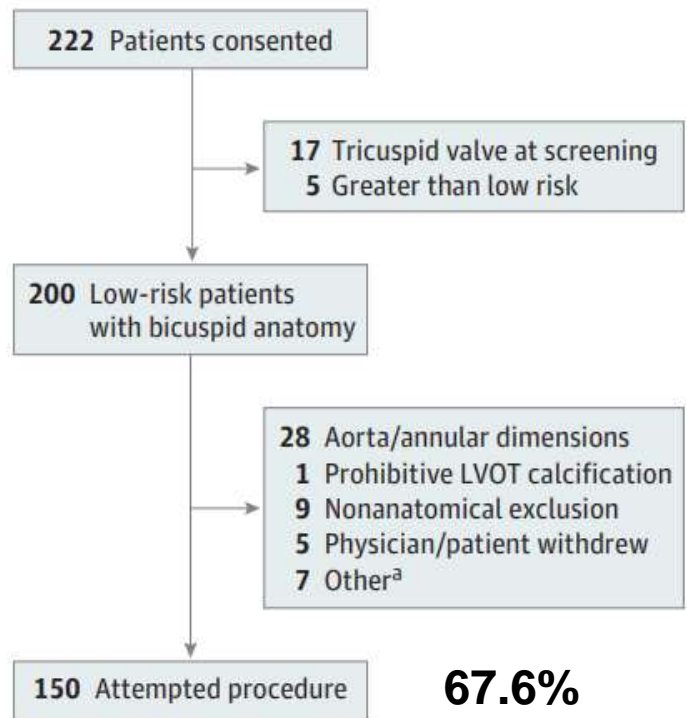 222 Patients consented
17 Tricuspid valve at screening
5 Greater than low risk
200 Low-risk patients
with bicuspid anatomy
28 Aorta/annular dimensions
1 Prohibitive LVOT calcification
9 Nonanatomical exclusion
5 Physician/patient withdrew
7 Otherᵃ
150 Attempted procedure
67.6%